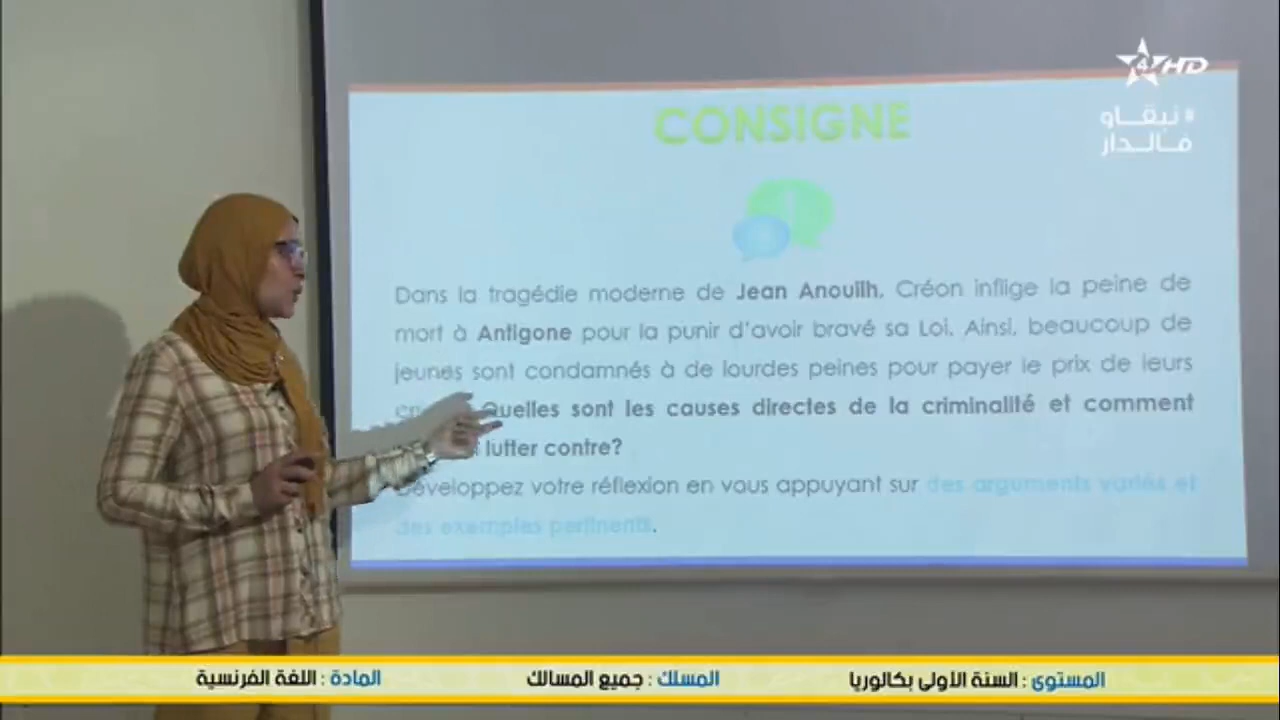 4 HD
# نبقاو
فالدار
CONSIGNE
Dans la tragédie moderne de Jean Anouilh, Créon inflige la peine de
mort à Antigone pour la punir d’avoir bravé sa Loi. Ainsi, beaucoup de
jeunes sont condamnés à de lourdes peines pour payer le prix de leurs
Quelles sont les causes directes de la criminalité et comment
lutter contre?
Développez votre réflexion en vous appuyant sur des arguments variés et
des exemples pertinents.
المستوى : السنة الأولى بكالوريا المسلك : جميع المسالك المادة : اللغة الفرنسية